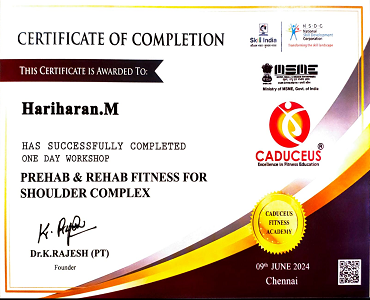 CERTIFICATE OF COMPLETION
Skill India
N·S·D·C
National
Skill Development
Corporation
Transforming the skill landscape
THIS CERTIFICATE IS AWARDED TO:
MSME
Ministry of MSME, Govt. of India
Hariharan.M
HAS SUCCESSFULLY COMPLETED
ONE DAY WORKSHOP
PREHAB & REHAB FITNESS FOR
SHOULDER COMPLEX
CADUCEUS
Excellence in Fitness Education
Dr.K.RAJESH (PT)
Founder
CADUCEUS
FITNESS
ACADEMY
09TH JUNE 2024
Chennai